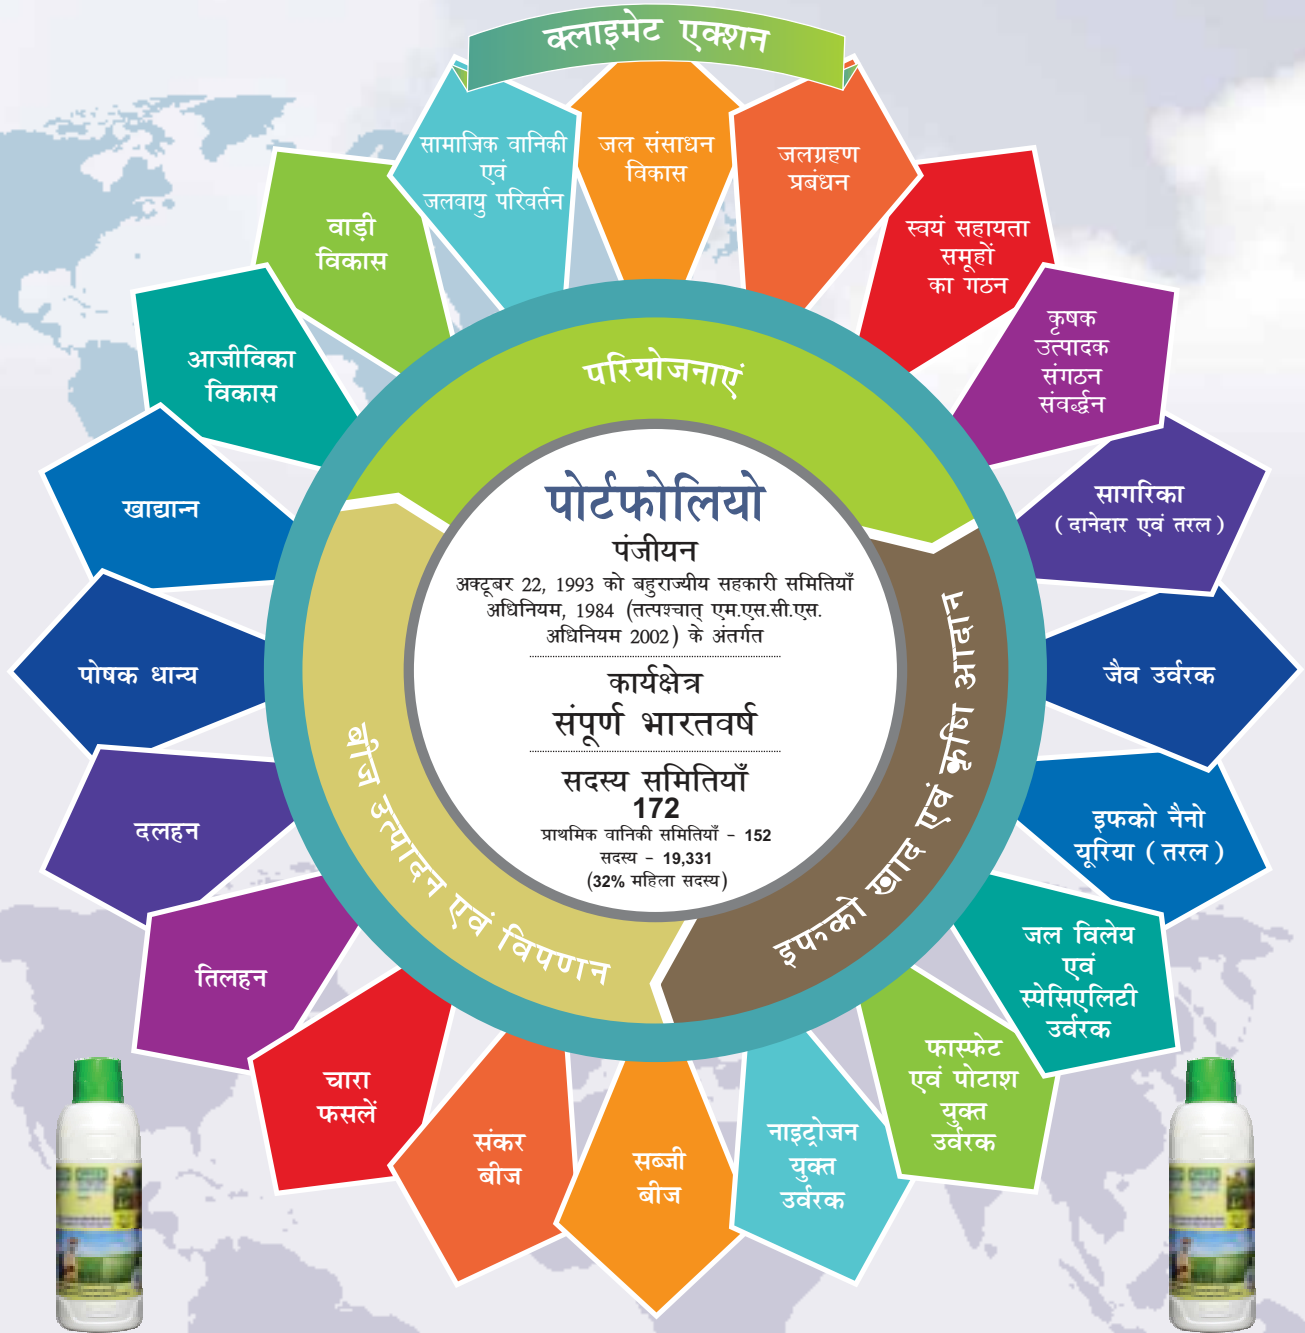 क्लाइमेट एक्शन
सामाजिक वानिकी
एवं
जलवायु परिवर्तन
जल संसाधन
विकास
जलग्रहण
प्रबंधन
स्वयं सहायता
समूहों
का गठन
कृषक
उत्पादक
संगठन
संवर्द्धन
सागरिका
(दानेदार एवं तरल)
जैव उर्वरक
इफको नैनो
यूरिया (तरल)
जल विलेय
एवं
स्पेसिएलिटी
उर्वरक
फास्फेट
एवं पोटाश
युक्त
उर्वरक
नाइट्रोजन
युक्त
उर्वरक
सब्जी
बीज
संकर
बीज
चारा
फसलें
तिलहन
दलहन
पोषक धान्य
खाद्यान्न
आजीविका
विकास
वाड़ी
विकास
परियोजनाएं
इफको खाद एवं कृषि आदान
बीज उत्पादन एवं विपणन
पोर्टफोलियो
पंजीयन
अक्टूबर 22, 1993 को बहुराज्यीय सहकारी समितियाँ
अधिनियम, 1984 (तत्पश्चात् एम.एस.सी.एस.
अधिनियम 2002) के अंतर्गत
कार्यक्षेत्र
संपूर्ण भारतवर्ष
सदस्य समितियाँ
172
प्राथमिक वानिकी समितियाँ - 152
सदस्य - 19,331
(32% महिला सदस्य)